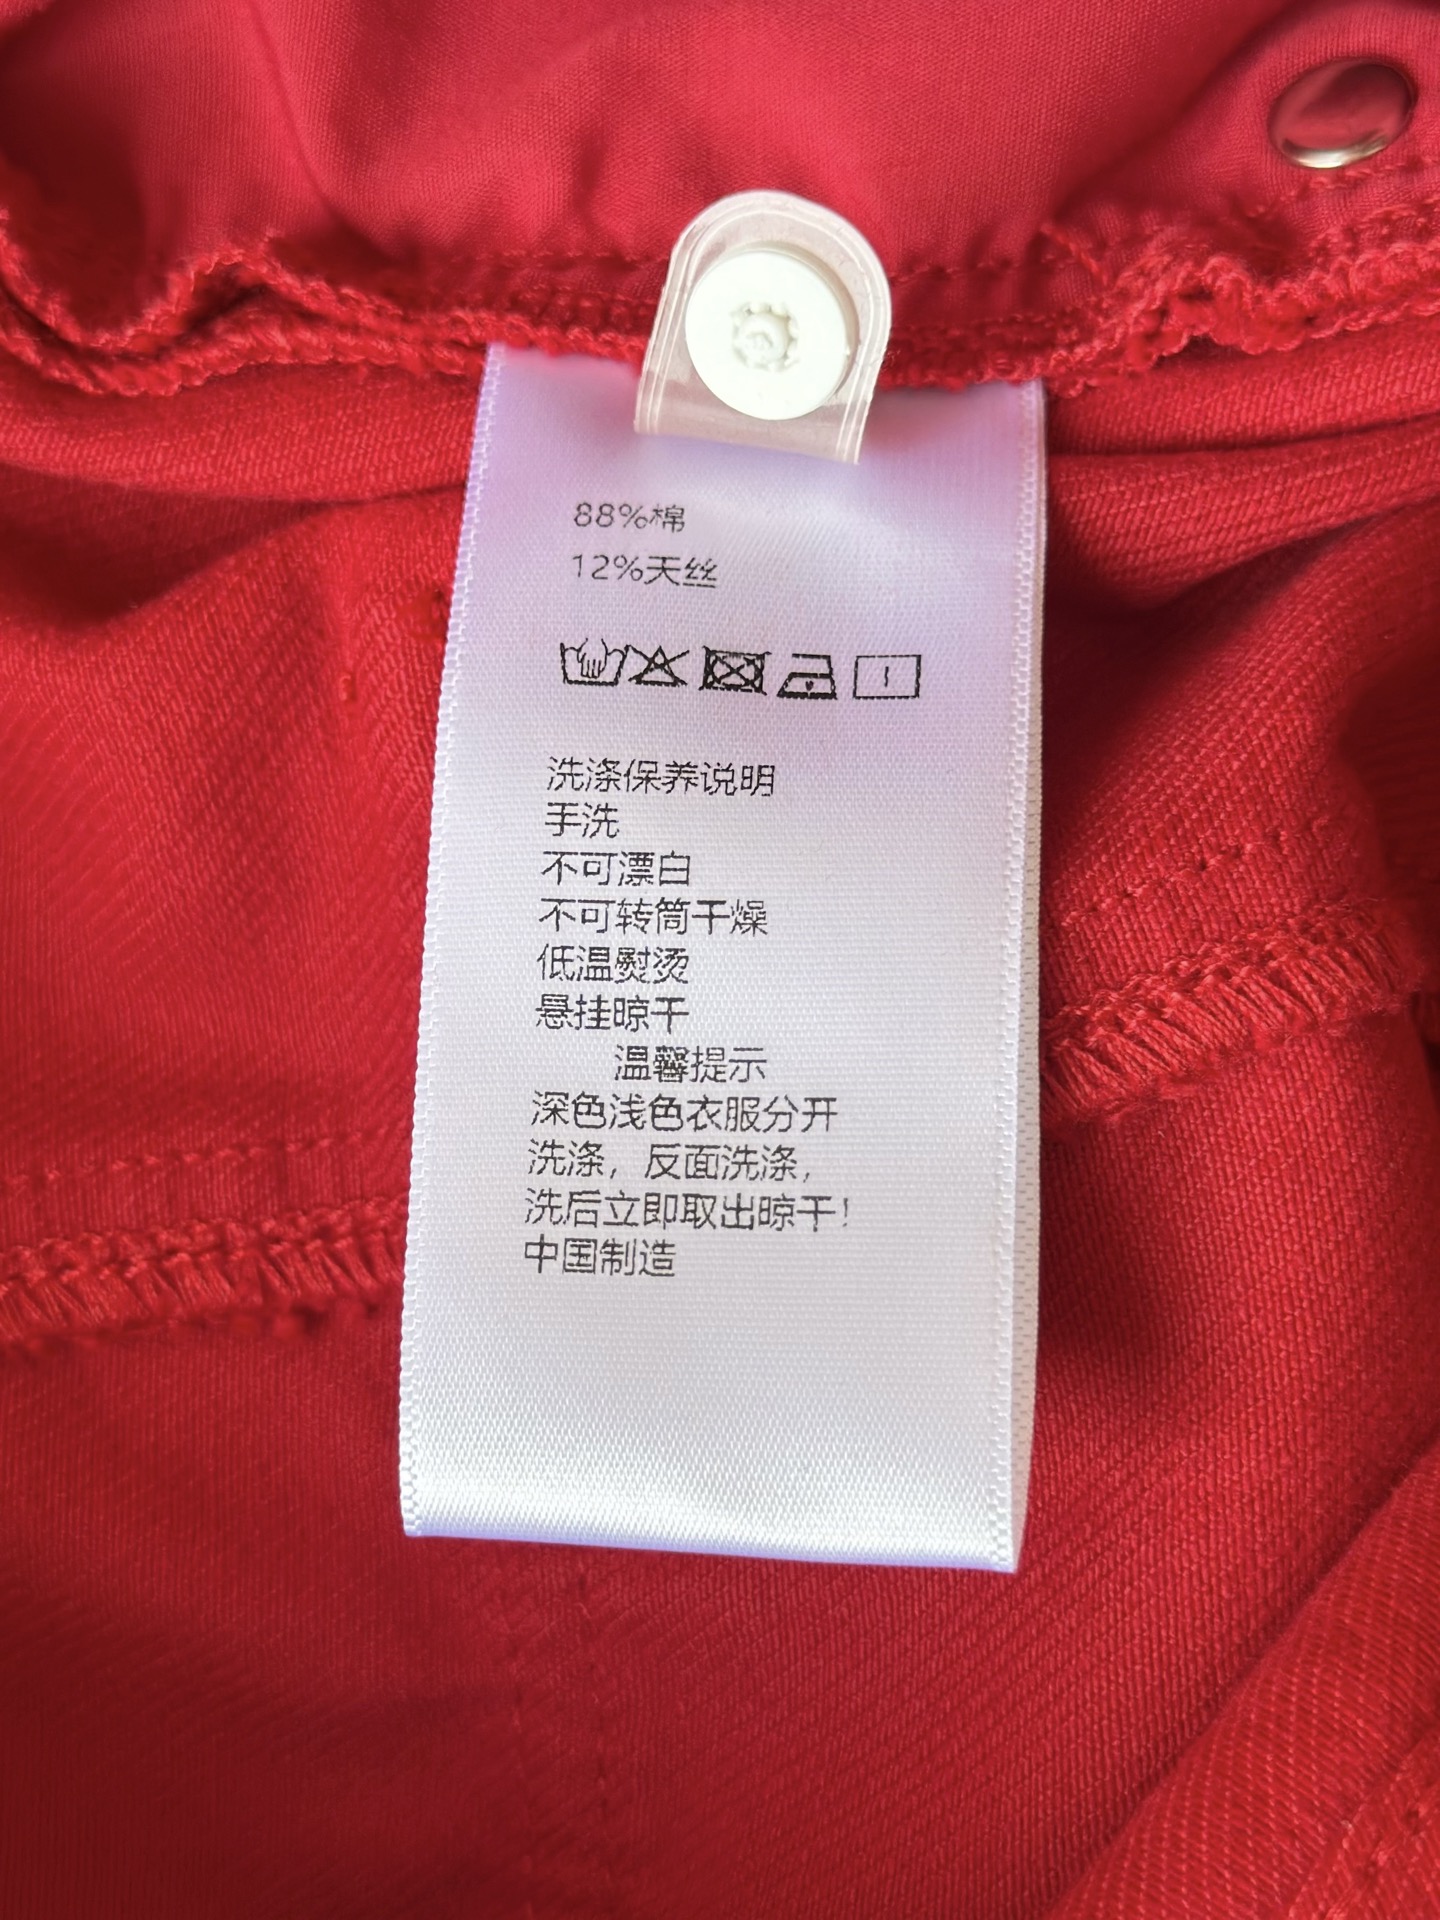 88%棉
12%天丝
洗涤保养说明
手洗
不可漂白
不可转筒干燥
低温熨烫
悬挂晾干
温馨提示
深色浅色衣服分开
洗涤，反面洗涤，
洗后立即取出晾干！
中国制造